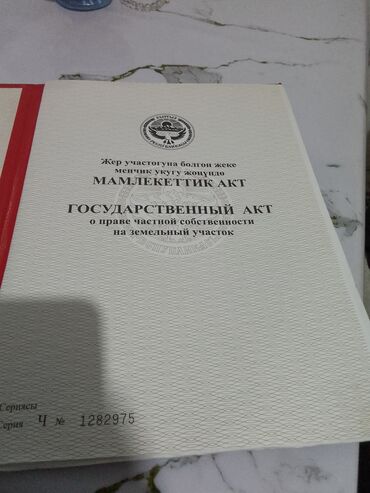 Жер участогуна болгон жеке
менчик укугу жөнүндө
МАМЛЕКЕТТИК АКТ
ГОСУДАРСТВЕННЫЙ АКТ
о праве частной собственности
на земельный участок
Сериясы
Серия Ч № 1282975